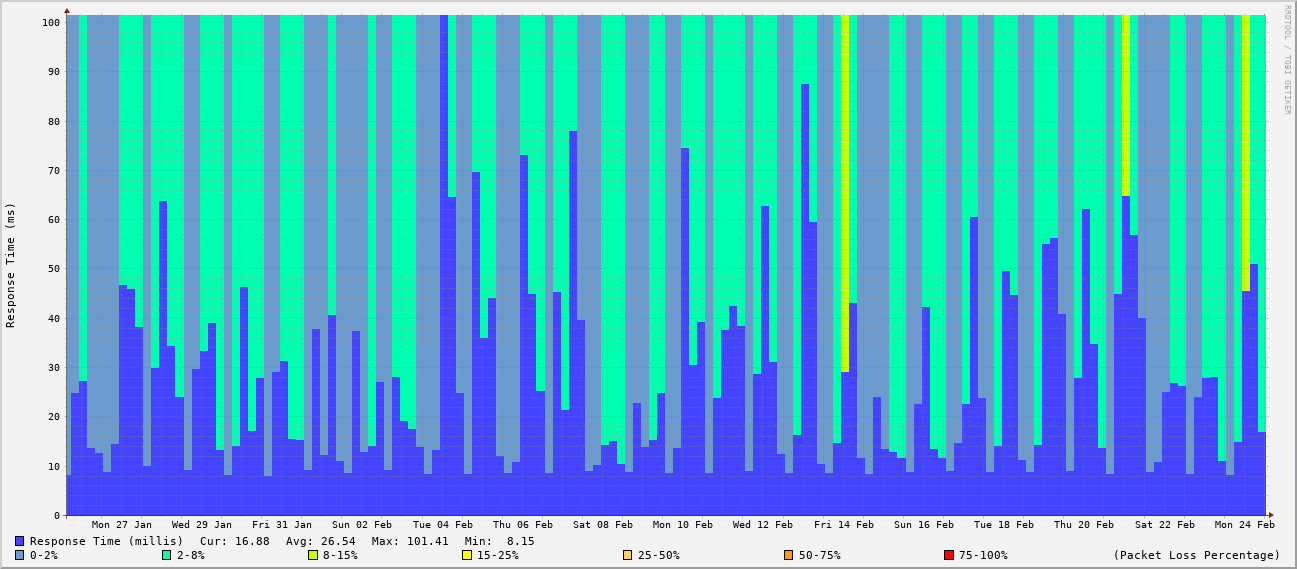 RRDTOOL / TOBI OETIKER
Response Time (ms)
100
90
80
70
60
50
40
30
20
10
0
Mon 27 Jan Wed 29 Jan Fri 31 Jan Sun 02 Feb Tue 04 Feb Thu 06 Feb Sat 08 Feb Mon 10 Feb Wed 12 Feb Fri 14 Feb Sun 16 Feb Tue 18 Feb Thu 20 Feb Sat 22 Feb Mon 24 Feb
Response Time (millis) Cur: 16.88 Avg: 26.54 Max: 101.41 Min: 8.15
0-2% 2-8% 8-15% 15-25% 25-50% 50-75% 75-100% (Packet Loss Percentage)